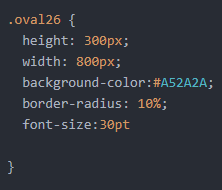 .oval26 {
height: 300px;
width: 800px;
background-color:#A52A2A;
border-radius: 10%;
font-size:30pt
}